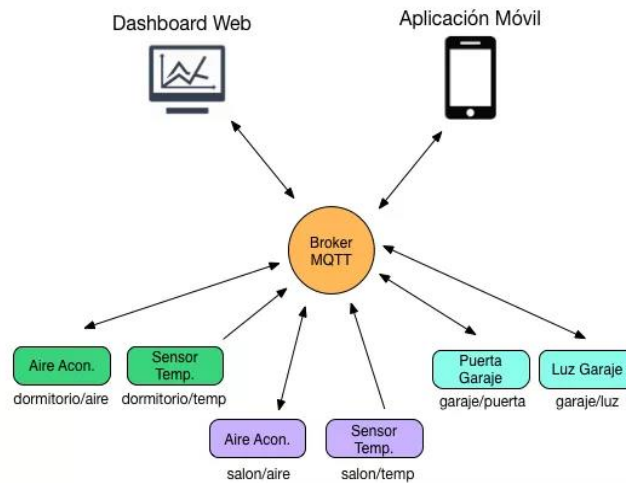 Dashboard Web
Aplicación Móvil
Broker
MQTT
Aire Acon.
Sensor
Temp.
Puerta
Garaje
Luz Garaje
dormitorio/aire
dormitorio/temp
garaje/puerta
garaje/luz
Aire Acon.
Sensor
Temp.
salon/aire
salon/temp